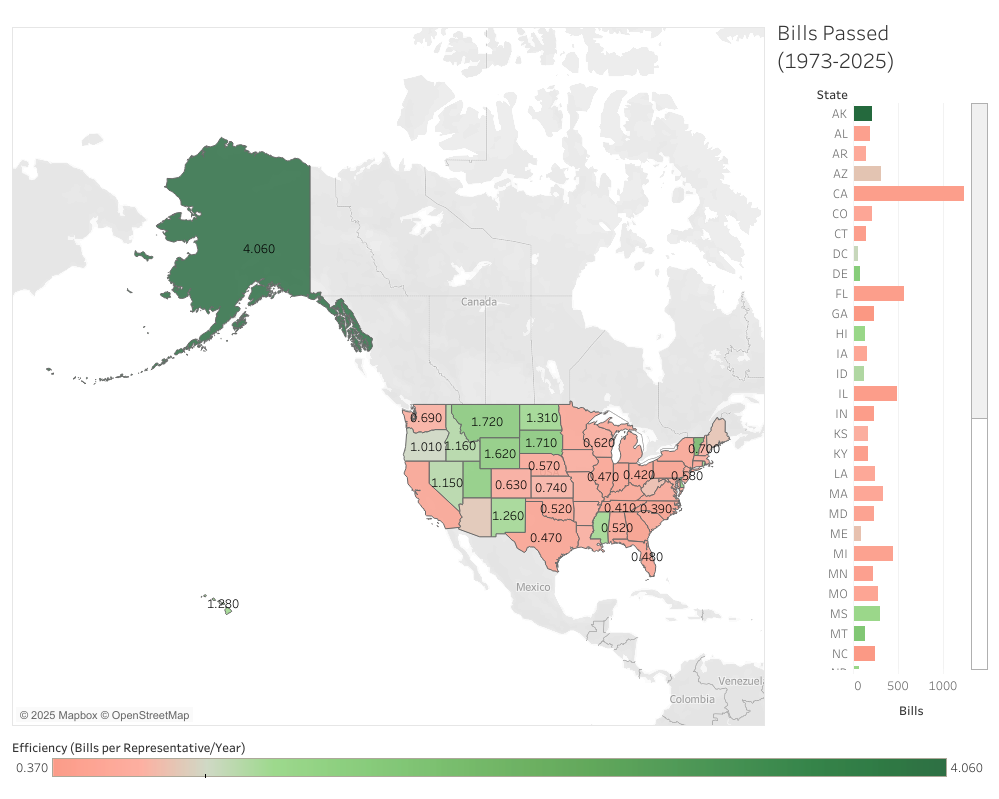 Bills Passed
(1973-2025)
State
AK
AL
AR
AZ
CA
CO
CT
DC
DE
FL
GA
HI
IA
ID
IL
IN
KS
KY
LA
MA
MD
ME
MI
MN
MO
MS
MT
NC
0 500 1000
Bills
4.060
Canada
0.690
1.720
1.310
1.010
1.160
1.710
0.620
0.700
1.620
0.570
0.470
0.420
0.580
1.150
0.630
0.740
1.260
0.520
0.410
0.390
0.520
0.470
0.480
1.280
Mexico
Venezuel
Colombia
© 2025 Mapbox © OpenStreetMap
Efficiency (Bills per Representative/Year)
0.370 4.060